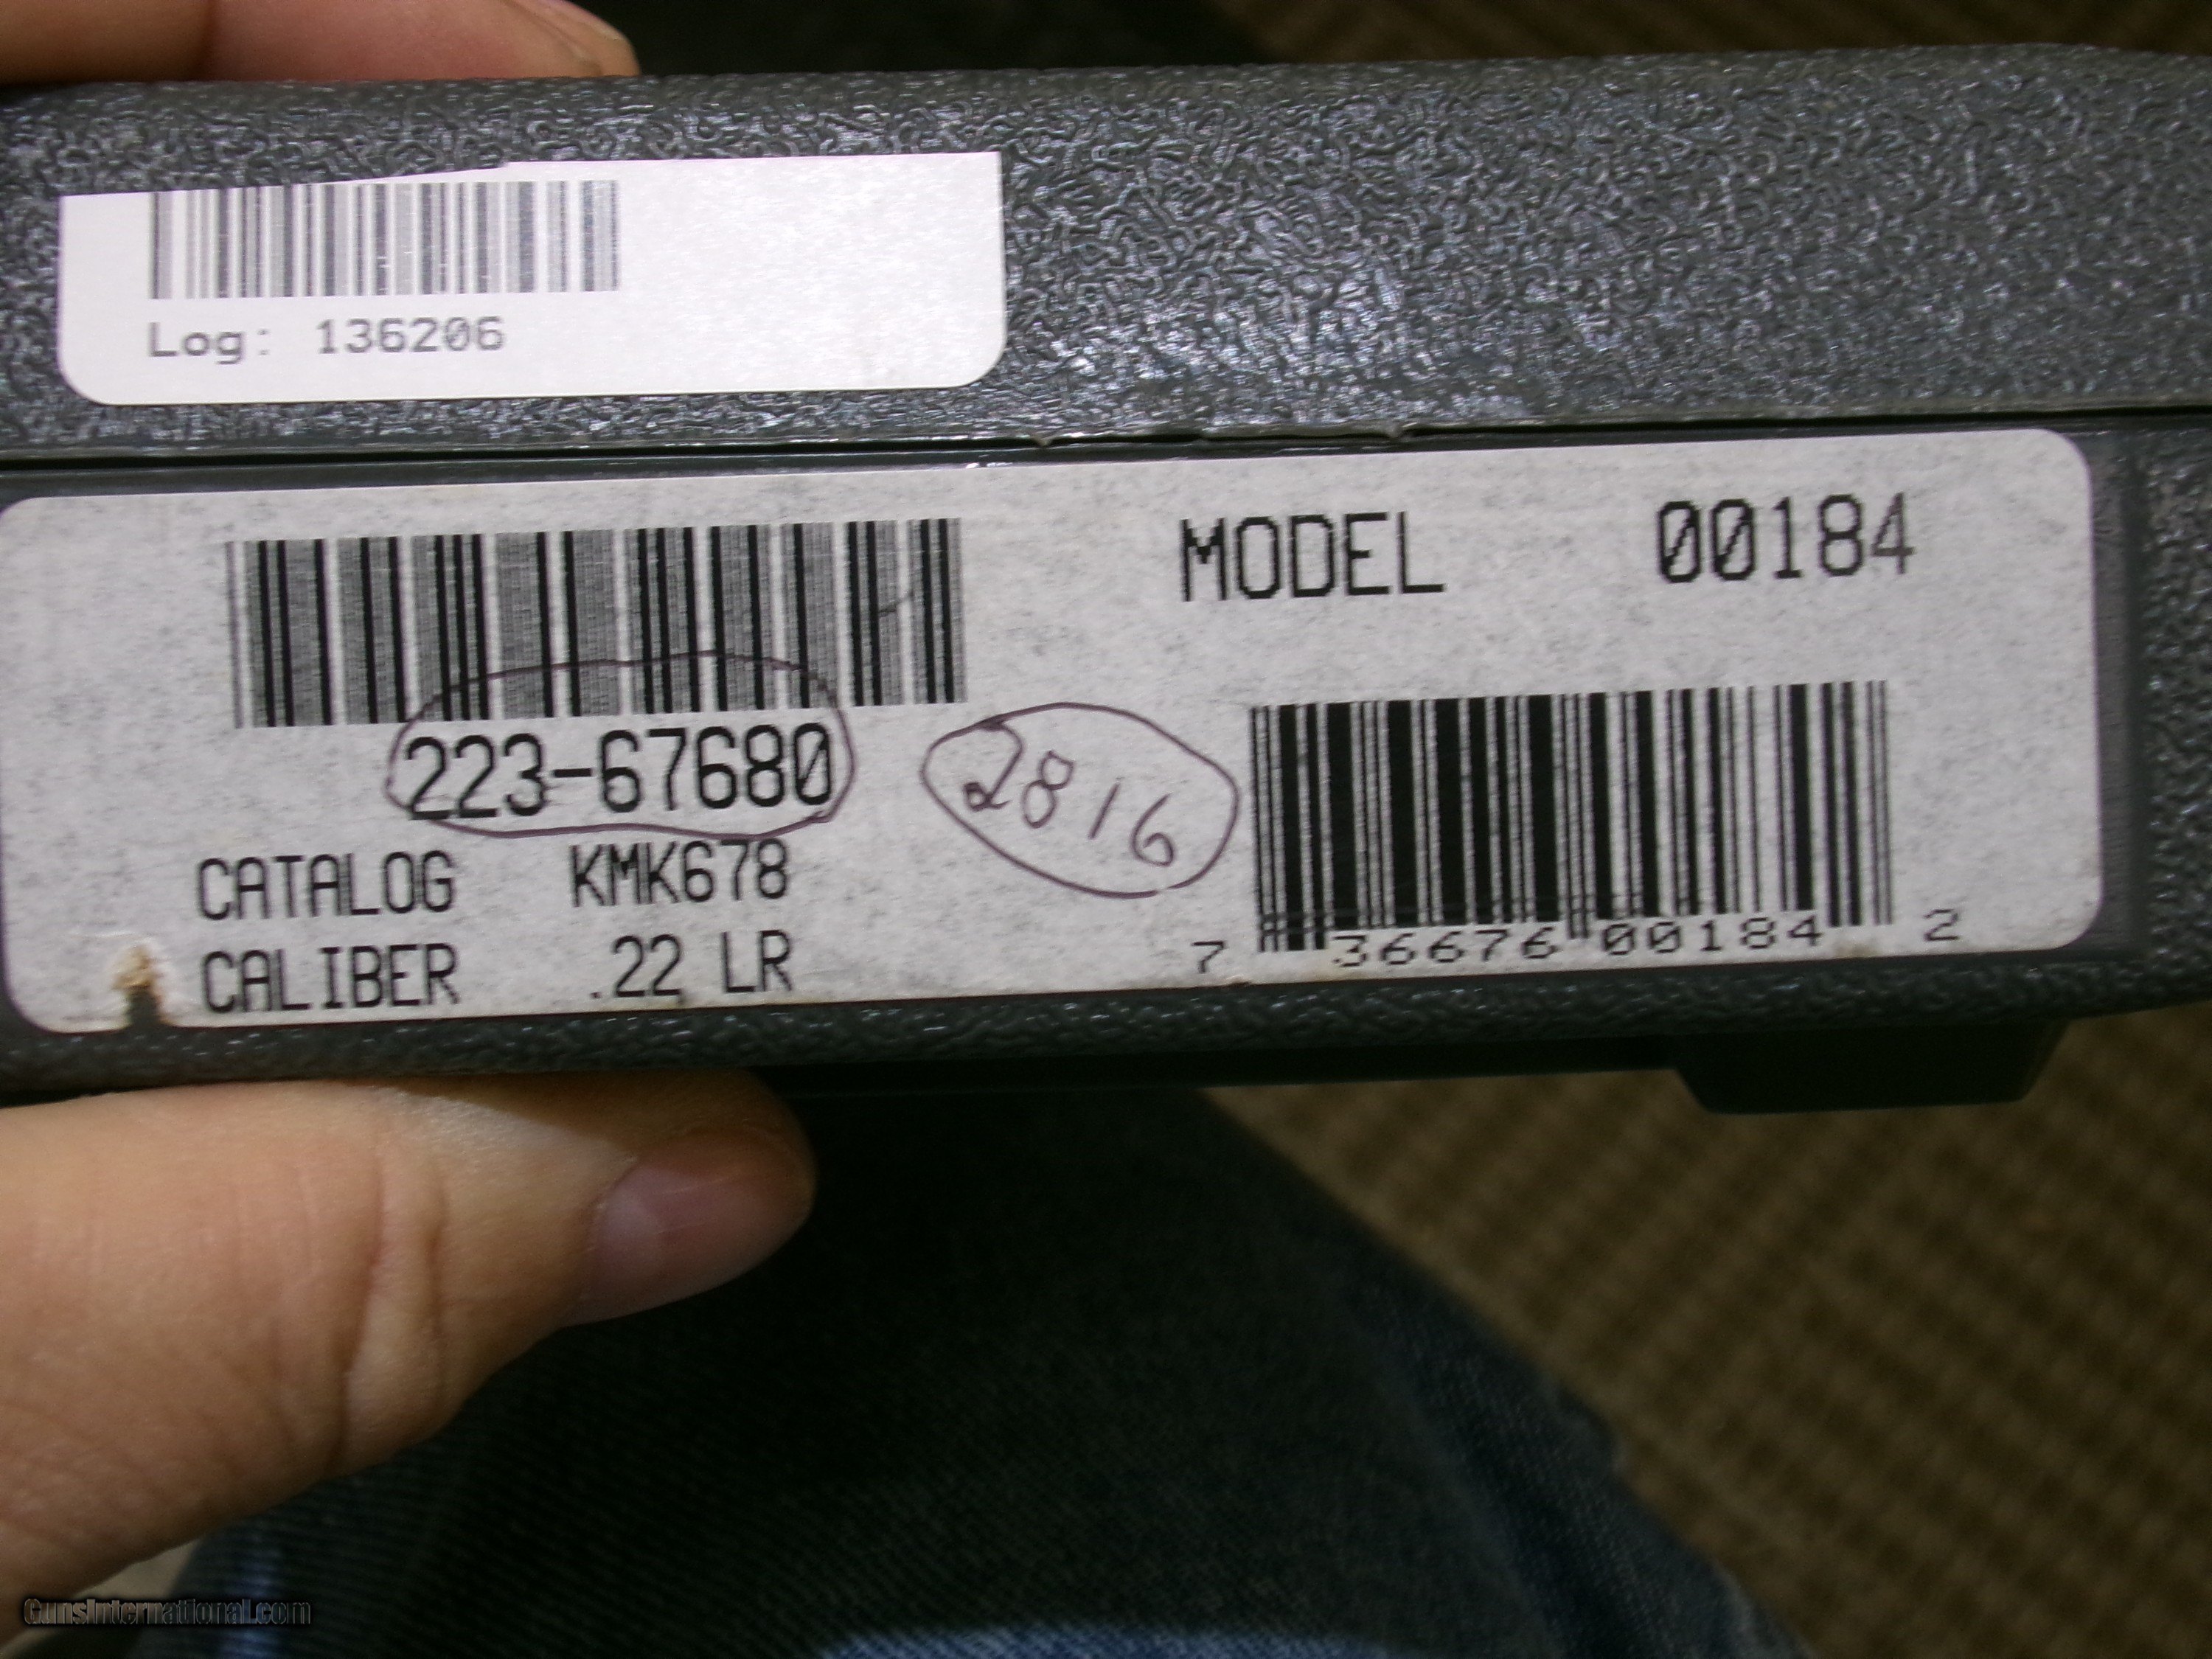 Log: 136206
MODEL 00184
223-67680
2816
CATALOG KMK678
CALIBER .22 LR
7 36676 00184 2
GunsInternational.com